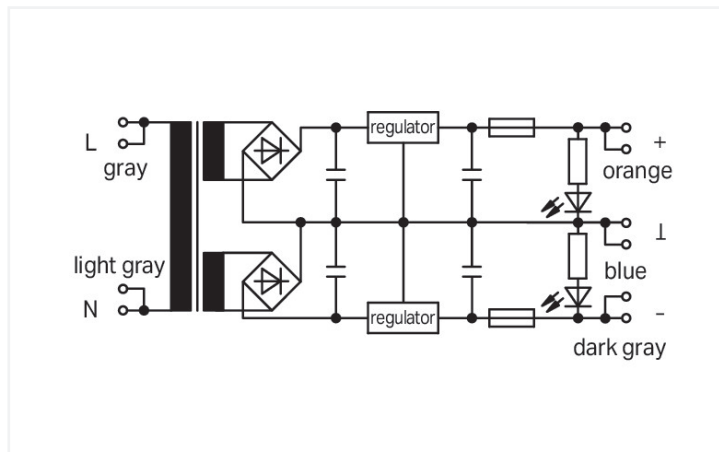 L
gray
light gray
N
regulator
regulator
+
orange
⊥
blue
-
dark gray